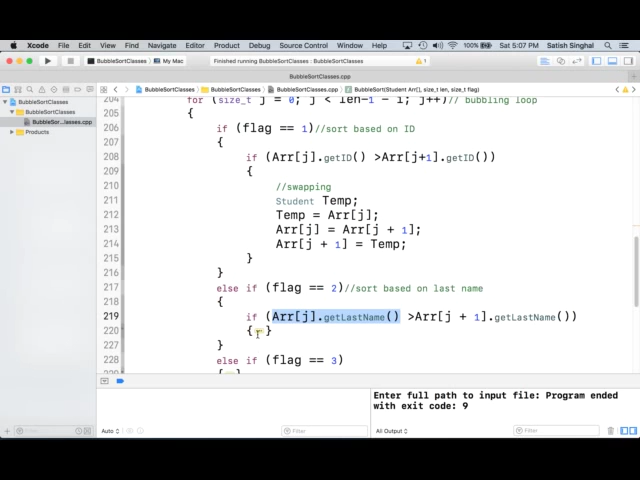 Xcode File Edit View Find Navigate Editor Product Debug Source Control Window Help 100% Sat 5:07 PM Satish Singhal
BubbleSortClasses My Mac Finished running BubbleSortClasses : BubbleSortClasses 1
BubbleSortClasses.cpp
BubbleSortClasses
BubbleSortClasses
BubbleSor...lasses.cpp
Products
BubbleSortClasses BubbleSortClasses BubbleSortClasses.cpp BubbleSort(Student Arr[], size_t len, size_t flag)
204 for (size_t j = 0; j < len-1 - i; j++)// bubbling loop
205 {
206 if (flag == 1)//sort based on ID
207 {
208 if (Arr[j].getID() >Arr[j+1].getID())
209 {
210 //swapping
211 Student Temp;
212 Temp = Arr[j];
213 Arr[j] = Arr[j + 1];
214 Arr[j + 1] = Temp;
215 }
216 }
217 else if (flag == 2)//sort based on last name
218 {
219 if (Arr[j].getLastName() >Arr[j + 1].getLastName())
220 {...}
227 }
228 else if (flag == 3)
229 {...}
Enter full path to input file: Program ended
with exit code: 9
Filter Auto Filter All Output Filter